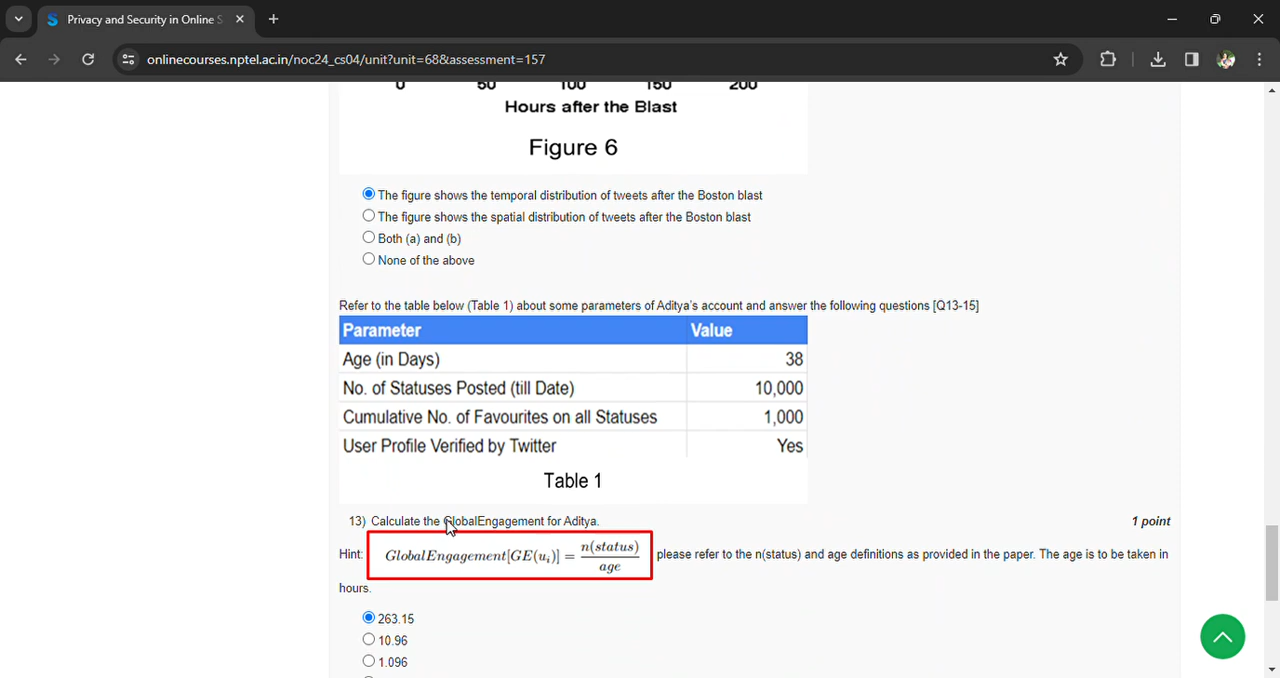 Privacy and Security in Online S
onlinecourses.nptel.ac.in/noc24_cs04/unit?unit=68&assessment=157
0 50 100 150 200
Hours after the Blast
Figure 6
The figure shows the temporal distribution of tweets after the Boston blast
The figure shows the spatial distribution of tweets after the Boston blast
Both (a) and (b)
None of the above
Refer to the table below (Table 1) about some parameters of Aditya's account and answer the following questions [Q13-15]
Parameter Value
Age (in Days) 38
No. of Statuses Posted (till Date) 10,000
Cumulative No. of Favourites on all Statuses 1,000
User Profile Verified by Twitter Yes
Table 1
13) Calculate the GlobalEngagement for Aditya. 1 point
Hint: GlobalEngagement[GE(uᵢ)] = n(status) / age please refer to the n(status) and age definitions as provided in the paper. The age is to be taken in
hours.
263.15
10.96
1.096